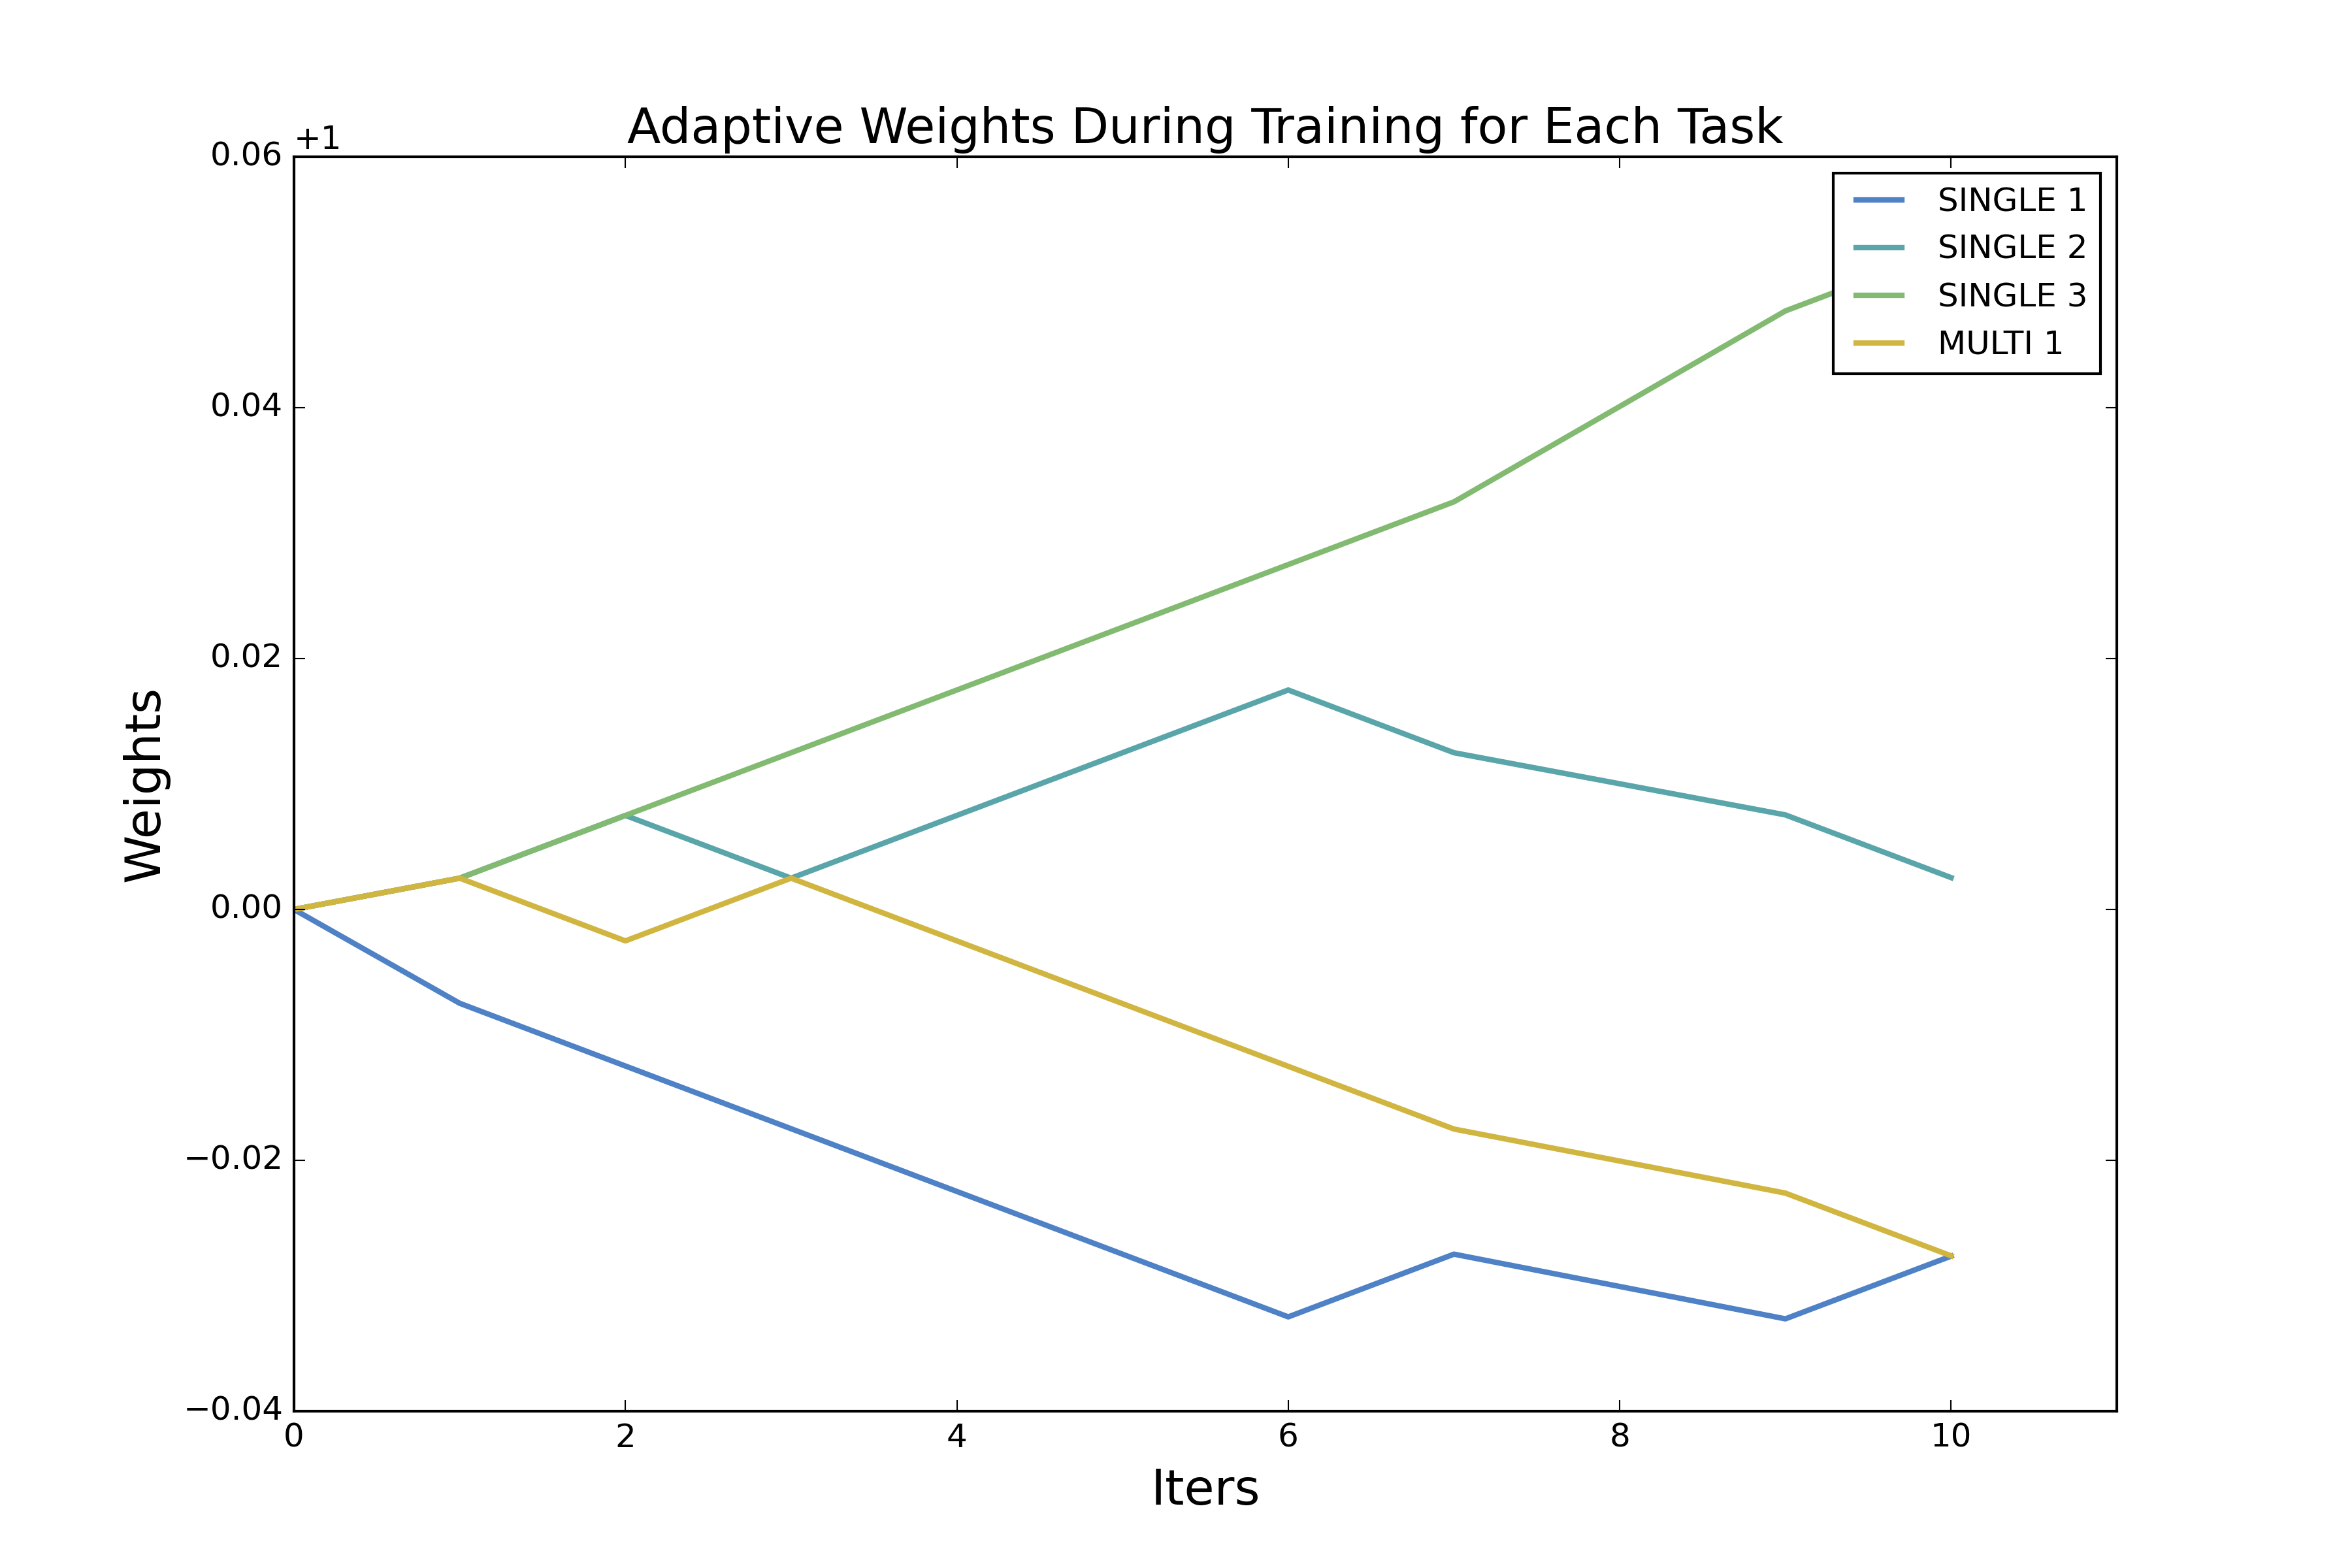 Adaptive Weights During Training for Each Task
+1
0.06
0.04
0.02
0.00
−0.02
−0.04
Weights
SINGLE 1
SINGLE 2
SINGLE 3
MULTI 1
0 2 4 6 8 10
Iters